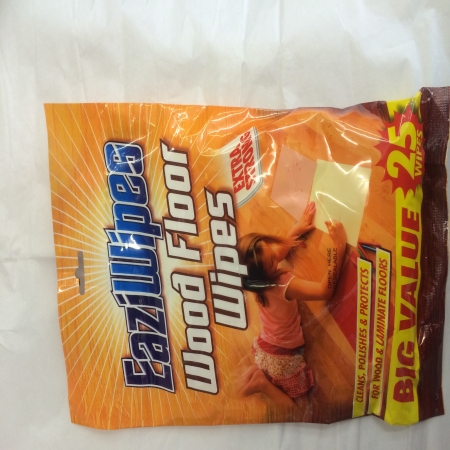 EaziWipes
Wood Floor
Wipes
EXTRA
STRONG
CLEANS, POLISHES & PROTECTS
FOR WOOD & LAMINATE FLOORS
BIG VALUE 25
WIPES